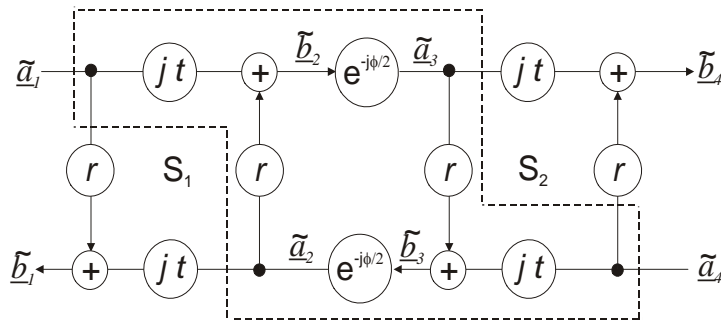 ã₁ j t + b̃₂ e^-jϕ/2 ã₃ j t + b̃₄
r S₁ r r S₂ r
b̃₁ + j t ã₂ e^-jϕ/2 b̃₃ + j t ã₄